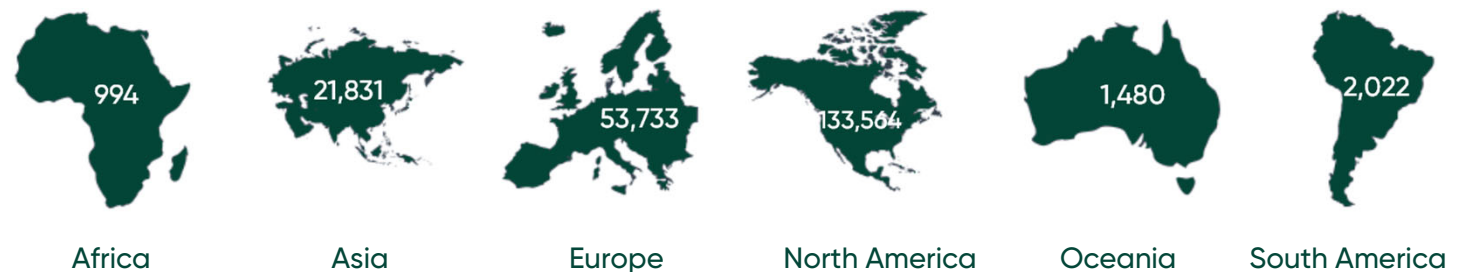 994
21,831
53,733
133,564
1,480
2,022
Africa
Asia
Europe
North America
Oceania
South America